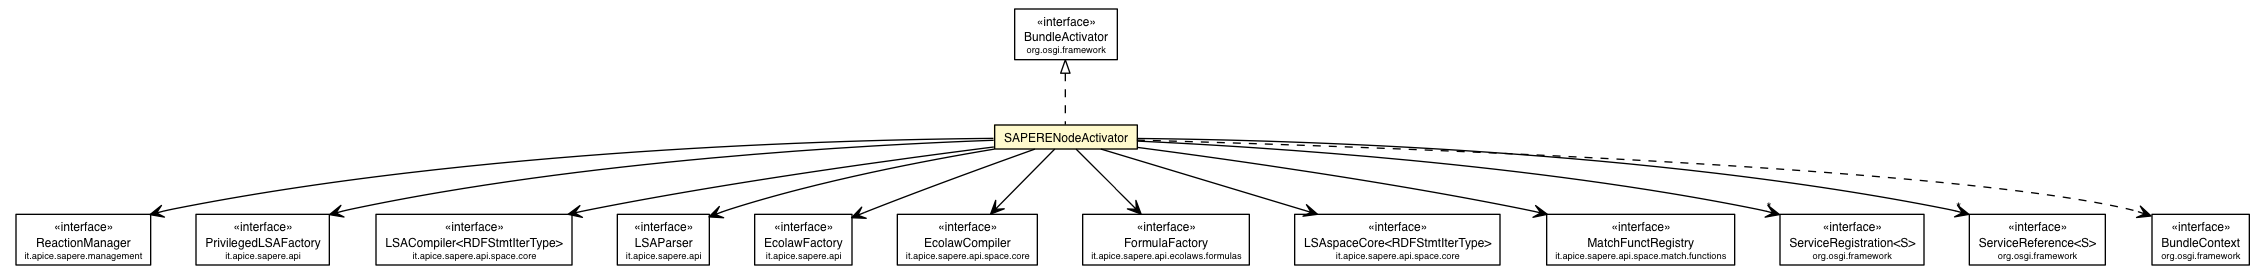 «interface»
BundleActivator
org.osgi.framework
SAPERENodeActivator
«interface»
ReactionManager
it.apice.sapere.management
«interface»
PrivilegedLSAFactory
it.apice.sapere.api
«interface»
LSACompiler<RDFStmtIterType>
it.apice.sapere.api.space.core
«interface»
LSAParser
it.apice.sapere.api
«interface»
EcolawFactory
it.apice.sapere.api
«interface»
EcolawCompiler
it.apice.sapere.api.space.core
«interface»
FormulaFactory
it.apice.sapere.api.ecolaws.formulas
«interface»
LSAspaceCore<RDFStmtIterType>
it.apice.sapere.api.space.core
«interface»
MatchFunctRegistry
it.apice.sapere.api.space.match.functions
*
«interface»
ServiceRegistration<S>
org.osgi.framework
*
«interface»
ServiceReference<S>
org.osgi.framework
«interface»
BundleContext
org.osgi.framework